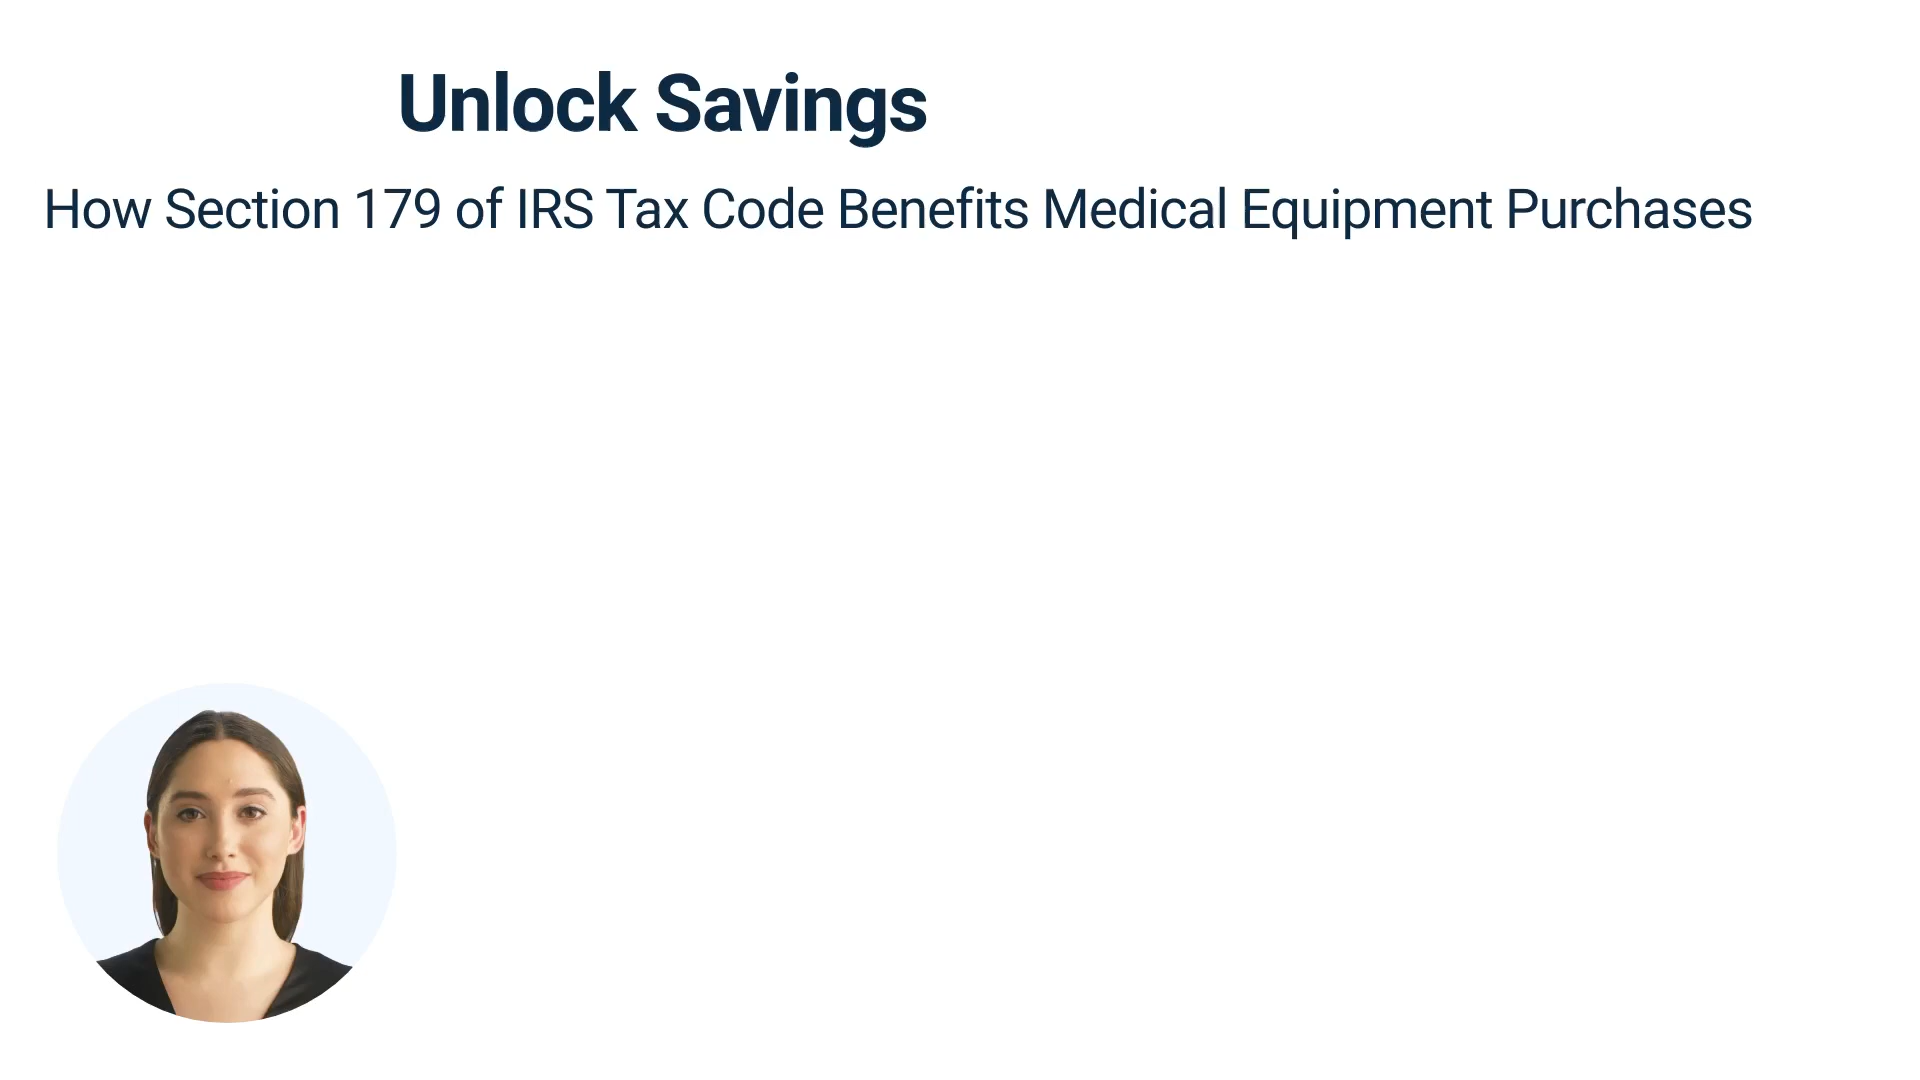 Unlock Savings
How Section 179 of IRS Tax Code Benefits Medical Equipment Purchases